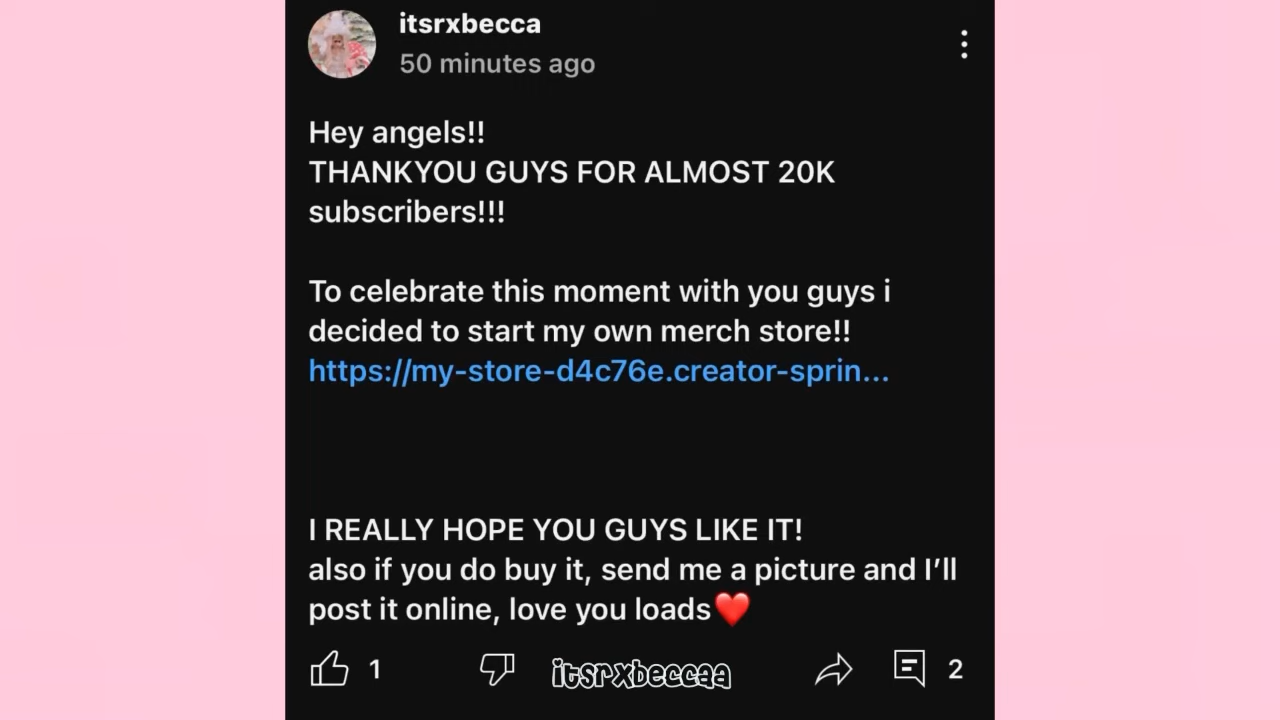 itsrxbecca
50 minutes ago
Hey angels!!
THANKYOU GUYS FOR ALMOST 20K
subscribers!!!
To celebrate this moment with you guys i
decided to start my own merch store!!
https://my-store-d4c76e.creator-sprin...
I REALLY HOPE YOU GUYS LIKE IT!
also if you do buy it, send me a picture and I’ll
post it online, love you loads❤️
1 itsrxbeccaa 2